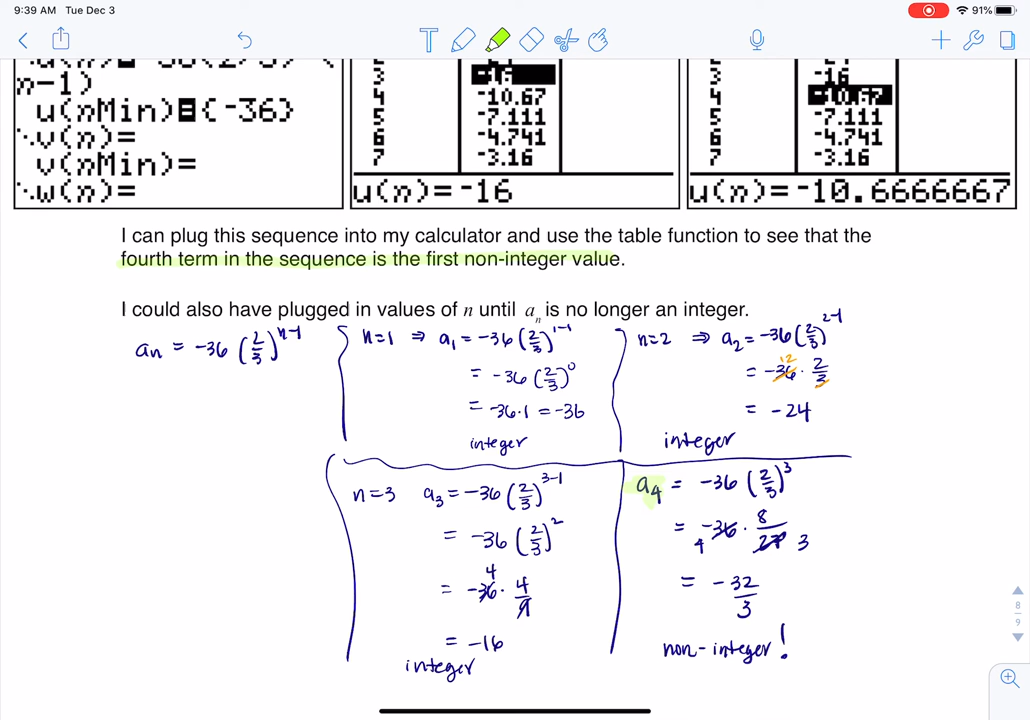 9:39 AM Tue Dec 3
91%
n-1)
u(nMin)=(-36)
v(n)=
v(nMin)=
w(n)=
3
4 -10.67
5 -7.111
6 -4.741
7 -3.16
u(n)=-16
3 -16
4
5 -7.111
6 -4.741
7 -3.16
u(n)=-10.6666667
I can plug this sequence into my calculator and use the table function to see that the
fourth term in the sequence is the first non-integer value.
I could also have plugged in values of n until aₙ is no longer an integer.
aₙ = -36 (2/3)^(n-1)
n=1 ⇒ a₁ = -36 (2/3)^(1-1)
= -36 (2/3)^0
= -36·1 = -36
integer
n=2 ⇒ a₂ = -36 (2/3)^(2-1)
12
= -36 · 2/3
= -24
integer
n=3 a₃ = -36 (2/3)^(3-1)
= -36 (2/3)^2
4
= -36 · 4/9
= -16
integer
a₄ = -36 (2/3)^3
= -36 · 8/27
4 3
= -32/3
non-integer!
8
9